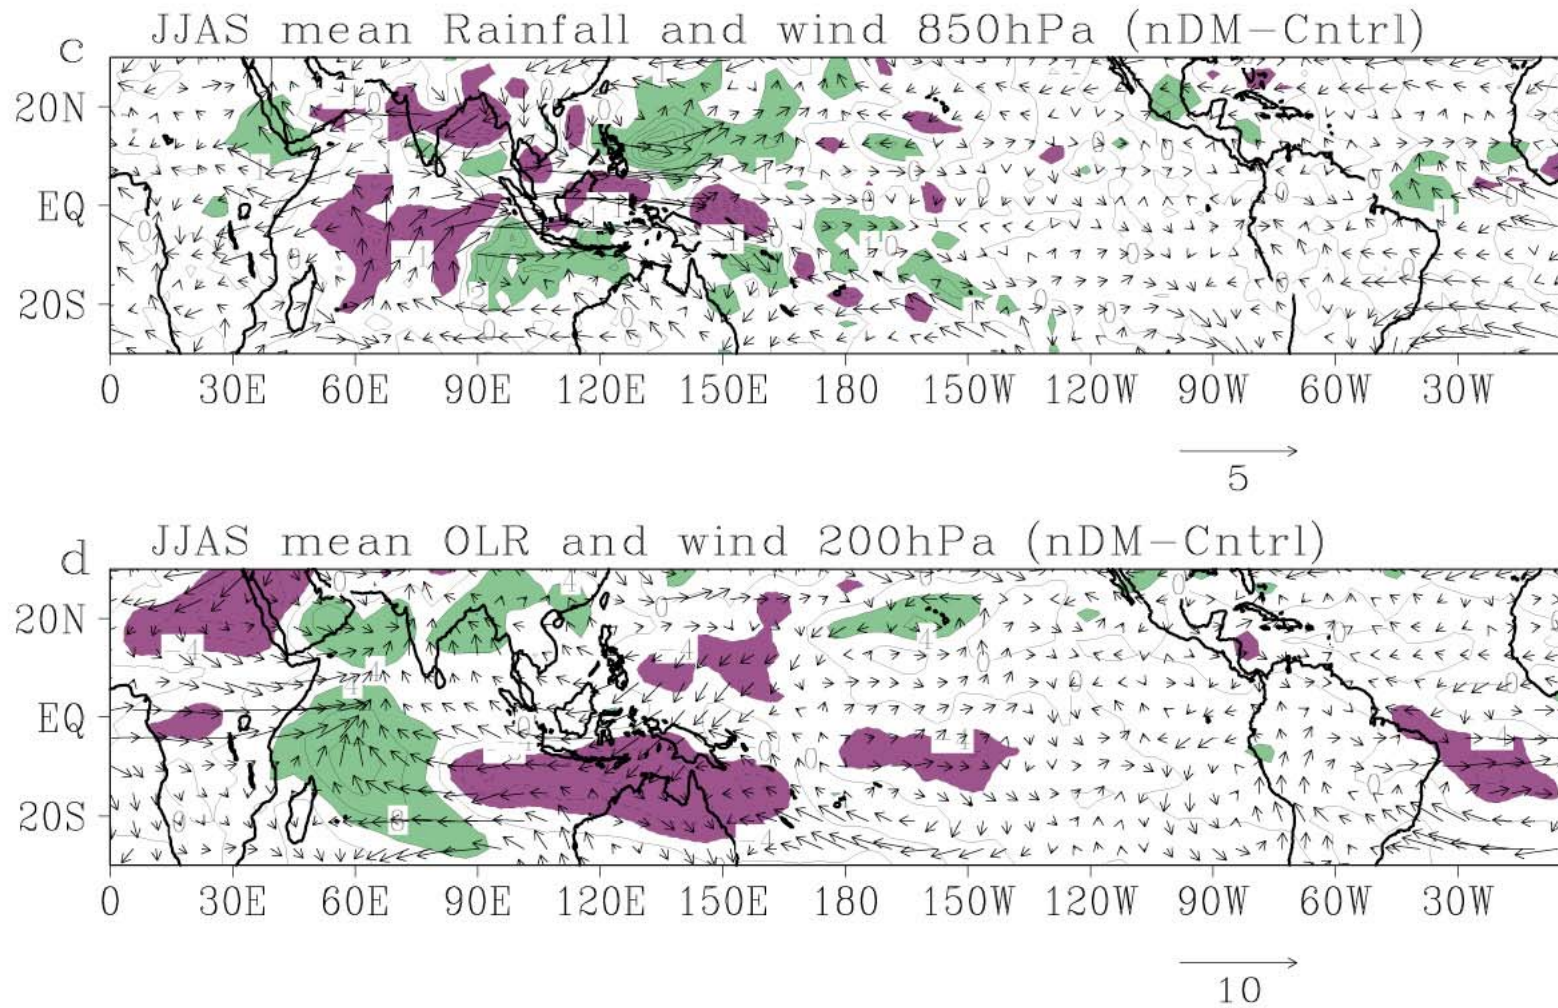 c JJAS mean Rainfall and wind 850hPa (nDM-Cntrl)
20N
EQ
20S
0 30E 60E 90E 120E 150E 180 150W 120W 90W 60W 30W
5
d JJAS mean OLR and wind 200hPa (nDM-Cntrl)
20N
EQ
20S
0 30E 60E 90E 120E 150E 180 150W 120W 90W 60W 30W
10